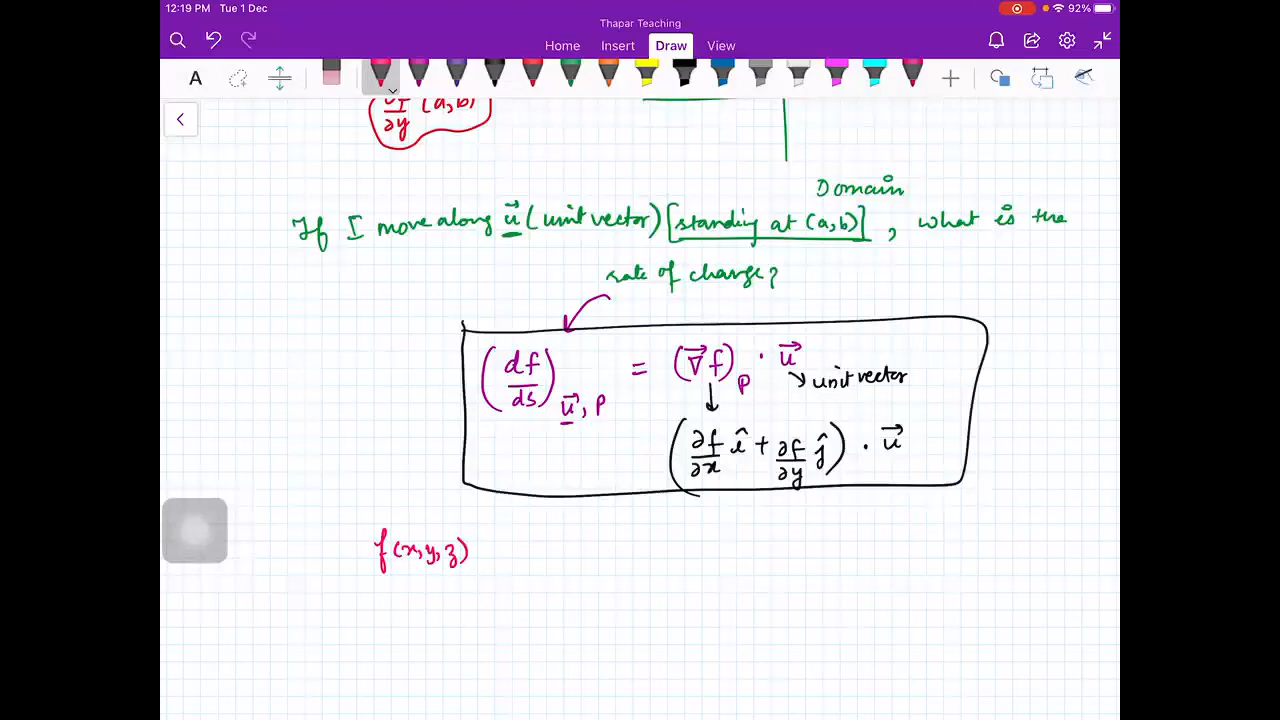 12:19 PM Tue 1 Dec 92%
Thapar Teaching
Home Insert Draw View
A
∂f/∂y (a,b)
Domain
If I move along u⃗ (unit vector) [standing at (a,b)], what is the
rate of change?
(df/ds)_{u⃗, P} = (∇⃗f)_P · u⃗
unit vector
(∂f/∂x î + ∂f/∂y ĵ) · u⃗
f(x,y,z)